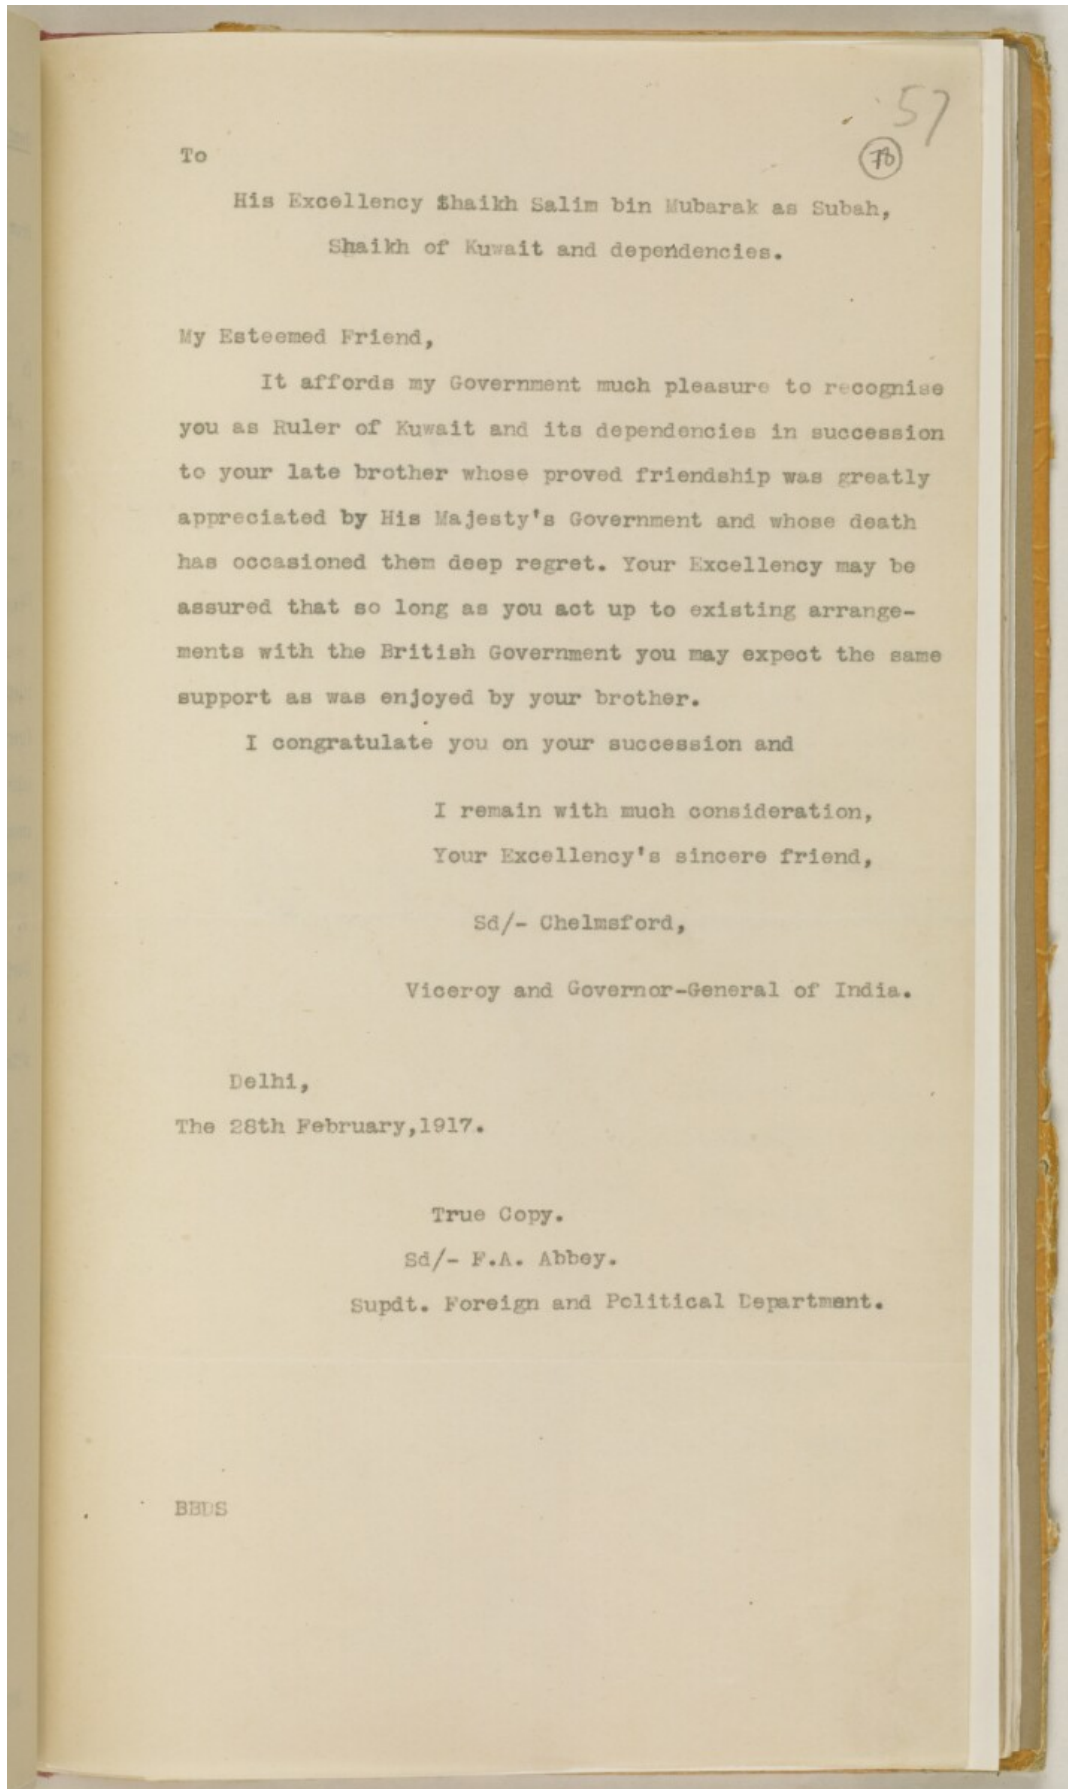 57
78
To
His Excellency Shaikh Salim bin Mubarak as Subah,
Shaikh of Kuwait and dependencies.
My Esteemed Friend,
It affords my Government much pleasure to recognise
you as Ruler of Kuwait and its dependencies in succession
to your late brother whose proved friendship was greatly
appreciated by His Majesty's Government and whose death
has occasioned them deep regret. Your Excellency may be
assured that so long as you act up to existing arrange-
ments with the British Government you may expect the same
support as was enjoyed by your brother.
I congratulate you on your succession and
I remain with much consideration,
Your Excellency's sincere friend,
Sd/- Chelmsford,
Viceroy and Governor-General of India.
Delhi,
The 28th February,1917.
True Copy.
Sd/- F.A. Abbey.
Supdt. Foreign and Political Department.
BBDS